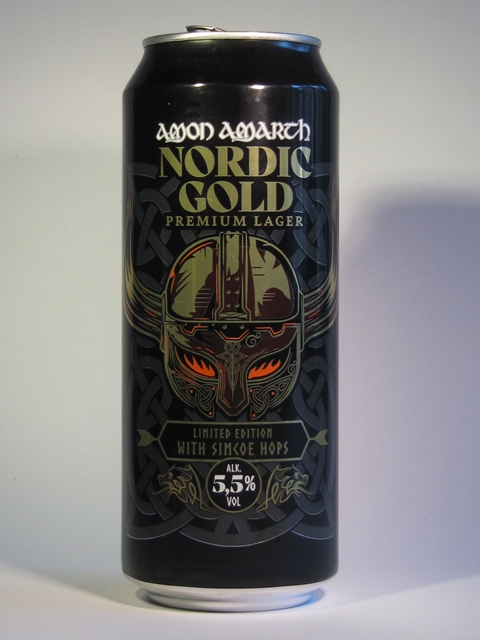 AMON AMARTH
NORDIC
GOLD
PREMIUM LAGER
LIMITED EDITION
WITH SIMCOE HOPS
ALK.
5,5%
VOL